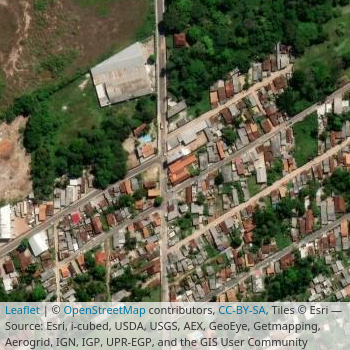 Leaflet | © OpenStreetMap contributors, CC-BY-SA, Tiles © Esri —
Source: Esri, i-cubed, USDA, USGS, AEX, GeoEye, Getmapping,
Aerogrid, IGN, IGP, UPR-EGP, and the GIS User Community